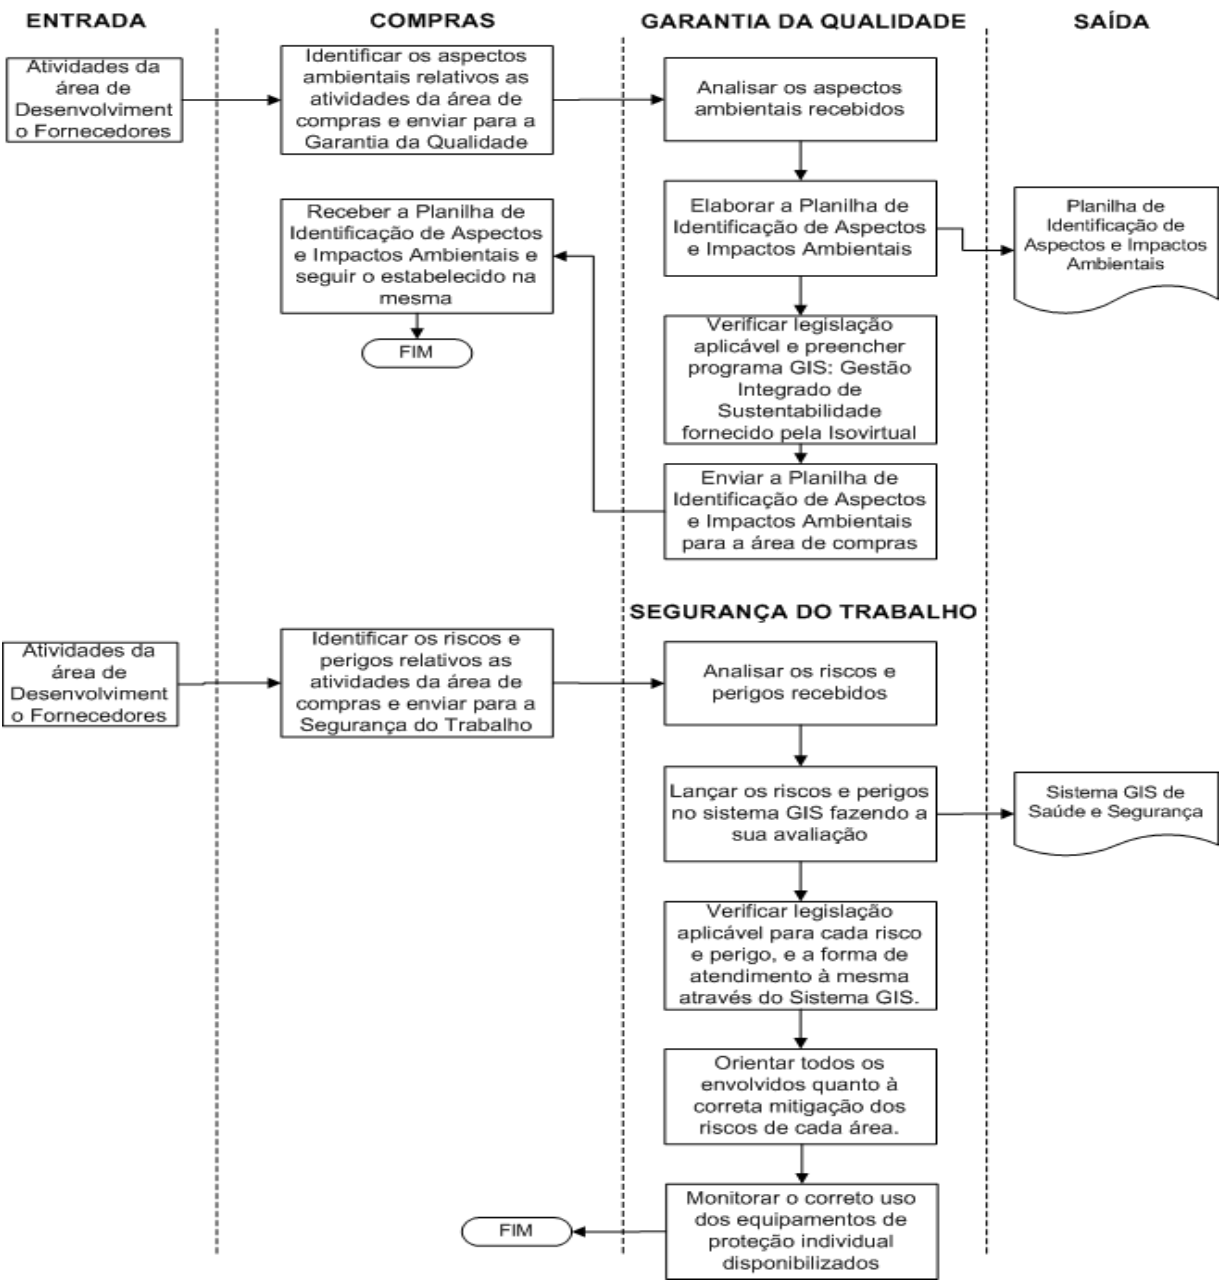 ENTRADA
COMPRAS
GARANTIA DA QUALIDADE
SAÍDA
Atividades da
área de
Desenvolviment
o Fornecedores
Identificar os aspectos
ambientais relativos as
atividades da área de
compras e enviar para a
Garantia da Qualidade
Analisar os aspectos
ambientais recebidos
Receber a Planilha de
Identificação de Aspectos
e Impactos Ambientais e
seguir o estabelecido na
mesma
Elaborar a Planilha de
Identificação de Aspectos
e Impactos Ambientais
Planilha de
Identificação de
Aspectos e Impactos
Ambientais
FIM
Verificar legislação
aplicável e preencher
programa GIS: Gestão
Integrado de
Sustentabilidade
fornecido pela Isovirtual
Enviar a Planilha de
Identificação de Aspectos
e Impactos Ambientais
para a área de compras
SEGURANÇA DO TRABALHO
Atividades da
área de
Desenvolviment
o Fornecedores
Identificar os riscos e
perigos relativos as
atividades da área de
compras e enviar para a
Segurança do Trabalho
Analisar os riscos e
perigos recebidos
Lançar os riscos e perigos
no sistema GIS fazendo a
sua avaliação
Sistema GIS de
Saúde e Segurança
Verificar legislação
aplicável para cada risco
e perigo, e a forma de
atendimento à mesma
através do Sistema GIS.
Orientar todos os
envolvidos quanto à
correta mitigação dos
riscos de cada área.
Monitorar o correto uso
dos equipamentos de
proteção individual
disponibilizados
FIM